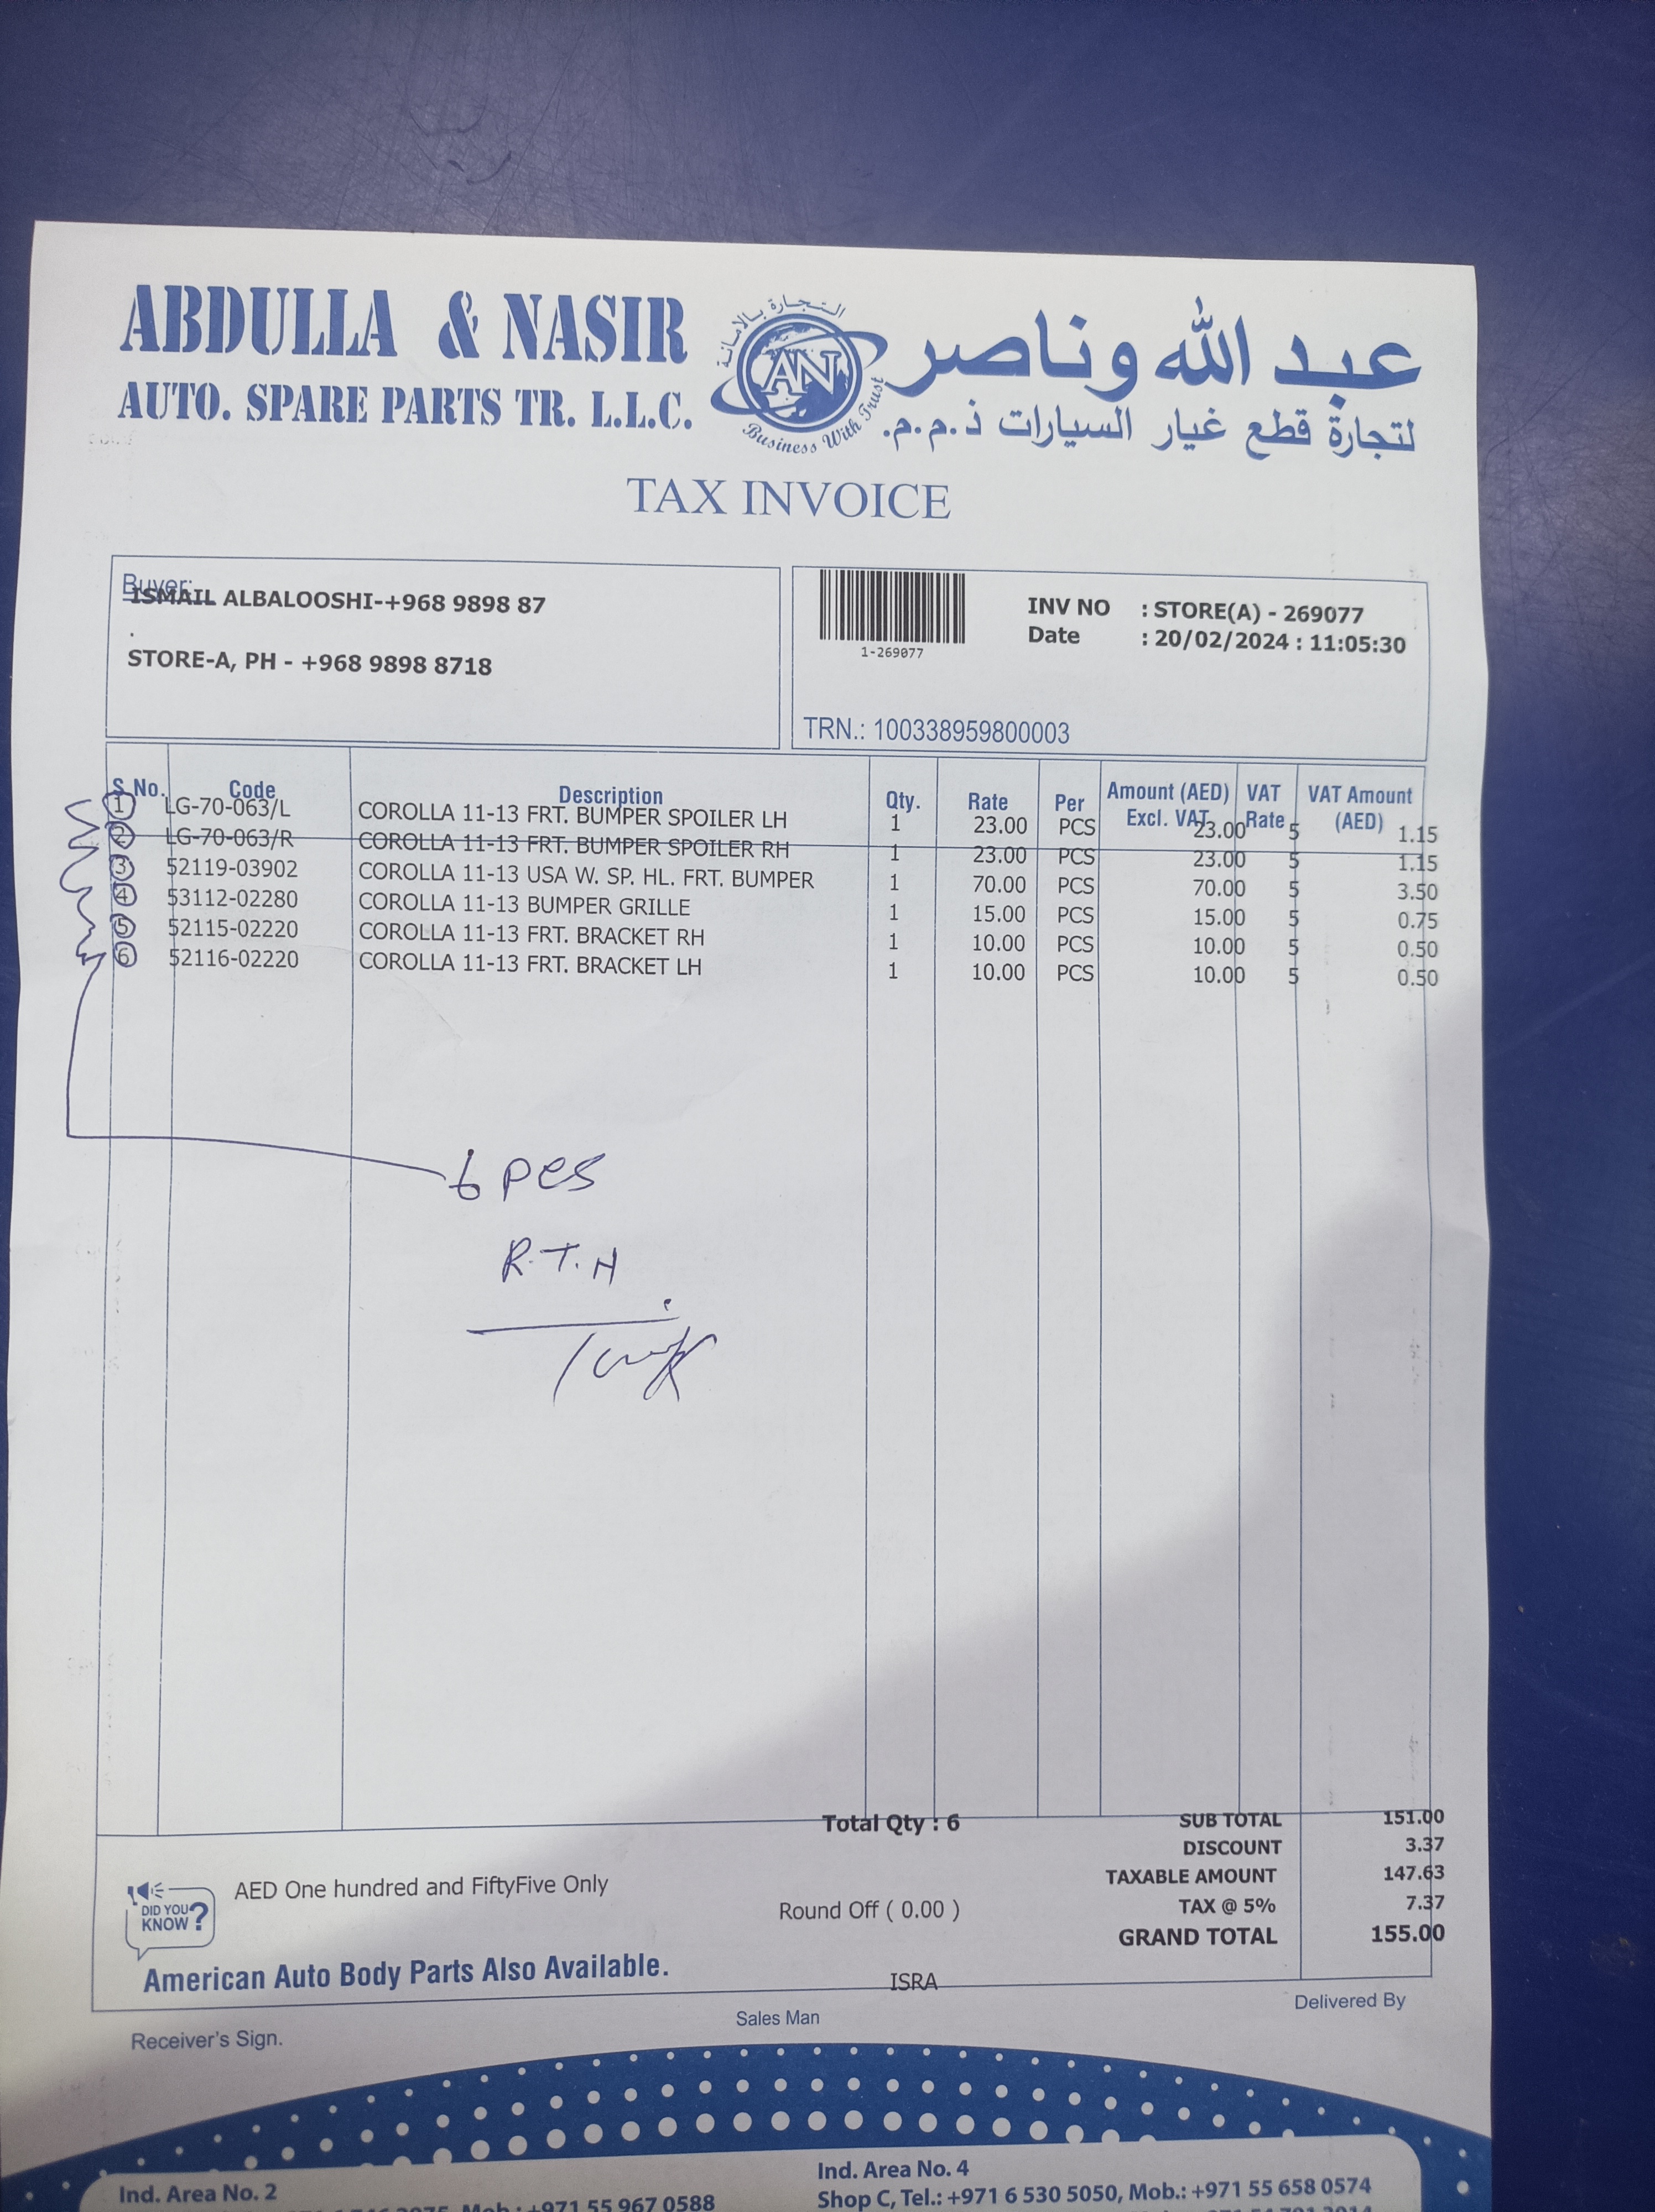 ABDULLA & NASIR
AUTO. SPARE PARTS TR. L.L.C.
التجارة بالامانة
AN
Business With Trust
عبد الله وناصر
لتجارة قطع غيار السيارات ذ.م.م.
TAX INVOICE
Buyer:
ISMAIL ALBALOOSHI-+968 9898 87
.
STORE-A, PH - +968 9898 8718
1-269077
INV NO : STORE(A) - 269077
Date : 20/02/2024 : 11:05:30
TRN.: 100338959800003
S.No. Code Description Qty. Rate Per Amount (AED) Excl. VAT VAT Rate VAT Amount (AED)
1 LG-70-063/L COROLLA 11-13 FRT. BUMPER SPOILER LH 1 23.00 PCS 23.00 5 1.15
2 LG-70-063/R COROLLA 11-13 FRT. BUMPER SPOILER RH 1 23.00 PCS 23.00 5 1.15
3 52119-03902 COROLLA 11-13 USA W. SP. HL. FRT. BUMPER 1 70.00 PCS 70.00 5 3.50
4 53112-02280 COROLLA 11-13 BUMPER GRILLE 1 15.00 PCS 15.00 5 0.75
5 52115-02220 COROLLA 11-13 FRT. BRACKET RH 1 10.00 PCS 10.00 5 0.50
6 52116-02220 COROLLA 11-13 FRT. BRACKET LH 1 10.00 PCS 10.00 5 0.50
6 pcs
R.T.H
Total Qty : 6
SUB TOTAL 151.00
DISCOUNT 3.37
TAXABLE AMOUNT 147.63
TAX @ 5% 7.37
GRAND TOTAL 155.00
AED One hundred and FiftyFive Only
Round Off ( 0.00 )
DID YOU KNOW?
American Auto Body Parts Also Available.
ISRA
Receiver's Sign.
Sales Man
Delivered By
Ind. Area No. 2
Mob.: +971 55 967 0588
Ind. Area No. 4
Shop C, Tel.: +971 6 530 5050, Mob.: +971 55 658 0574